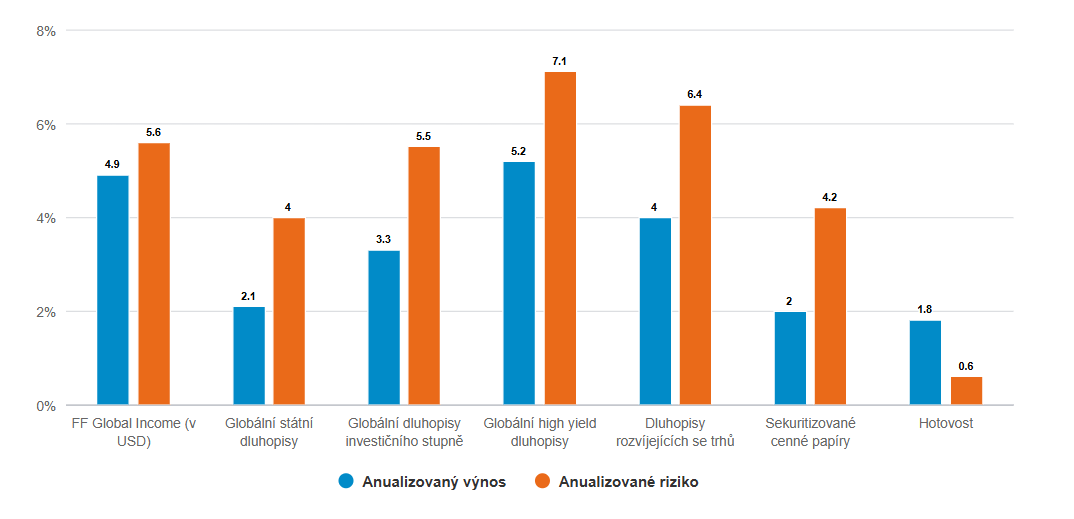 8%
6%
4%
2%
0%
4.9
5.6
2.1
4
3.3
5.5
5.2
7.1
4
6.4
2
4.2
1.8
0.6
FF Global Income (v
USD)
Globální státní
dluhopisy
Globální dluhopisy
investičního stupně
Globální high yield
dluhopisy
Dluhopisy
rozvíjejících se trhů
Sekuritizované
cenné papíry
Hotovost
Anualizovaný výnos
Anualizované riziko